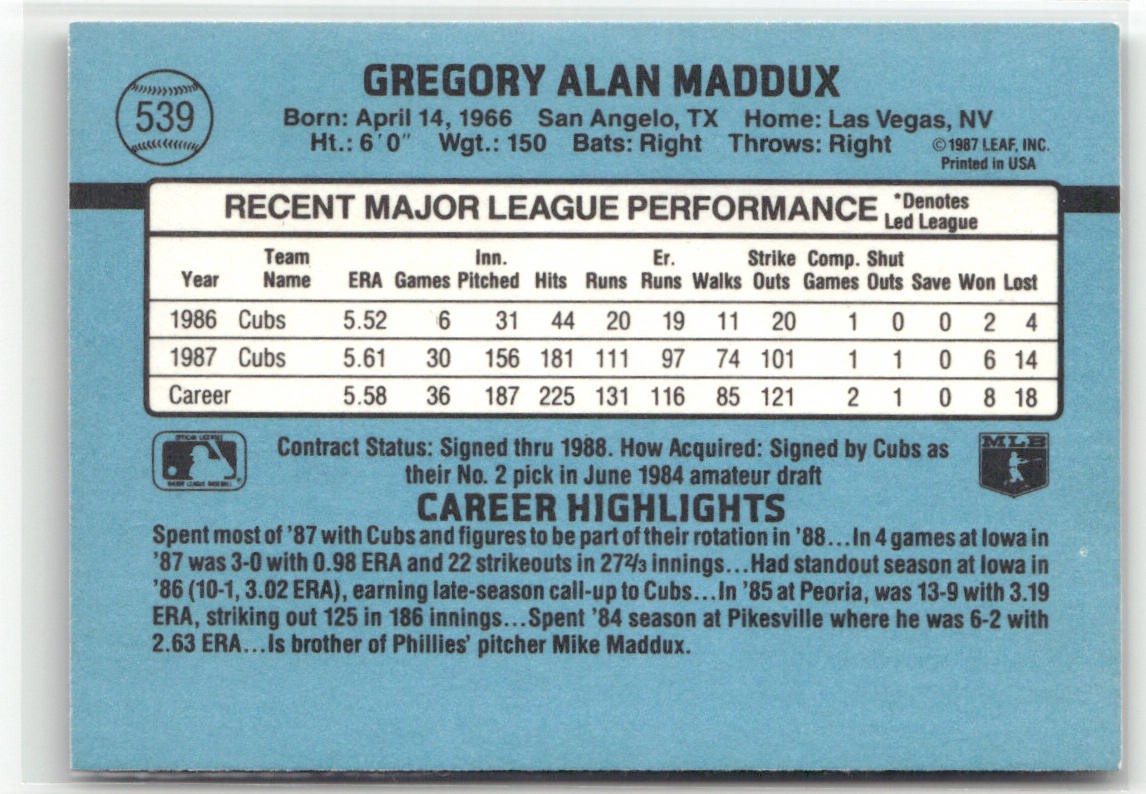 539
GREGORY ALAN MADDUX
Born: April 14, 1966 San Angelo, TX Home: Las Vegas, NV
Ht.: 6´0˝ Wgt.: 150 Bats: Right Throws: Right
©1987 LEAF, INC.
Printed in USA
RECENT MAJOR LEAGUE PERFORMANCE
*Denotes
Led League
Year Team Name ERA Games Inn. Pitched Hits Runs Er. Runs Walks Strike Outs Comp. Games Shut Outs Save Won Lost
1986 Cubs 5.52 6 31 44 20 19 11 20 1 0 0 2 4
1987 Cubs 5.61 30 156 181 111 97 74 101 1 1 0 6 14
Career 5.58 36 187 225 131 116 85 121 2 1 0 8 18
Contract Status: Signed thru 1988. How Acquired: Signed by Cubs as
their No. 2 pick in June 1984 amateur draft
MLB
CAREER HIGHLIGHTS
Spent most of '87 with Cubs and figures to be part of their rotation in '88...In 4 games at Iowa in
'87 was 3-0 with 0.98 ERA and 22 strikeouts in 272/3 innings...Had standout season at Iowa in
'86 (10-1, 3.02 ERA), earning late-season call-up to Cubs...In '85 at Peoria, was 13-9 with 3.19
ERA, striking out 125 in 186 innings...Spent '84 season at Pikesville where he was 6-2 with
2.63 ERA...Is brother of Phillies' pitcher Mike Maddux.